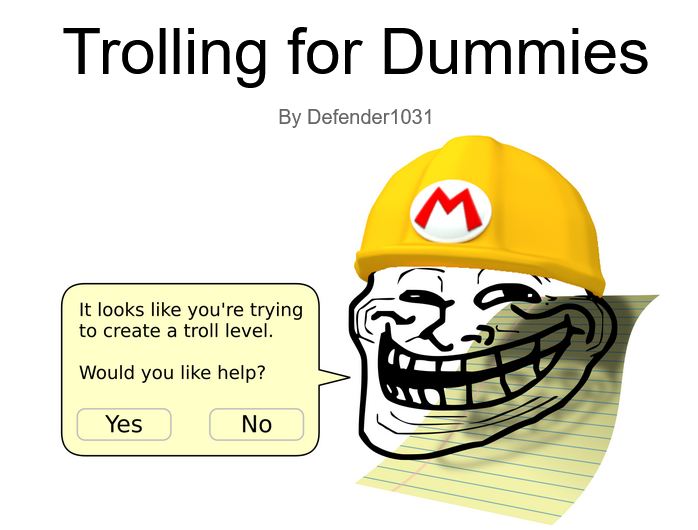 Trolling for Dummies
By Defender1031
M
It looks like you're trying
to create a troll level.
Would you like help?
Yes No